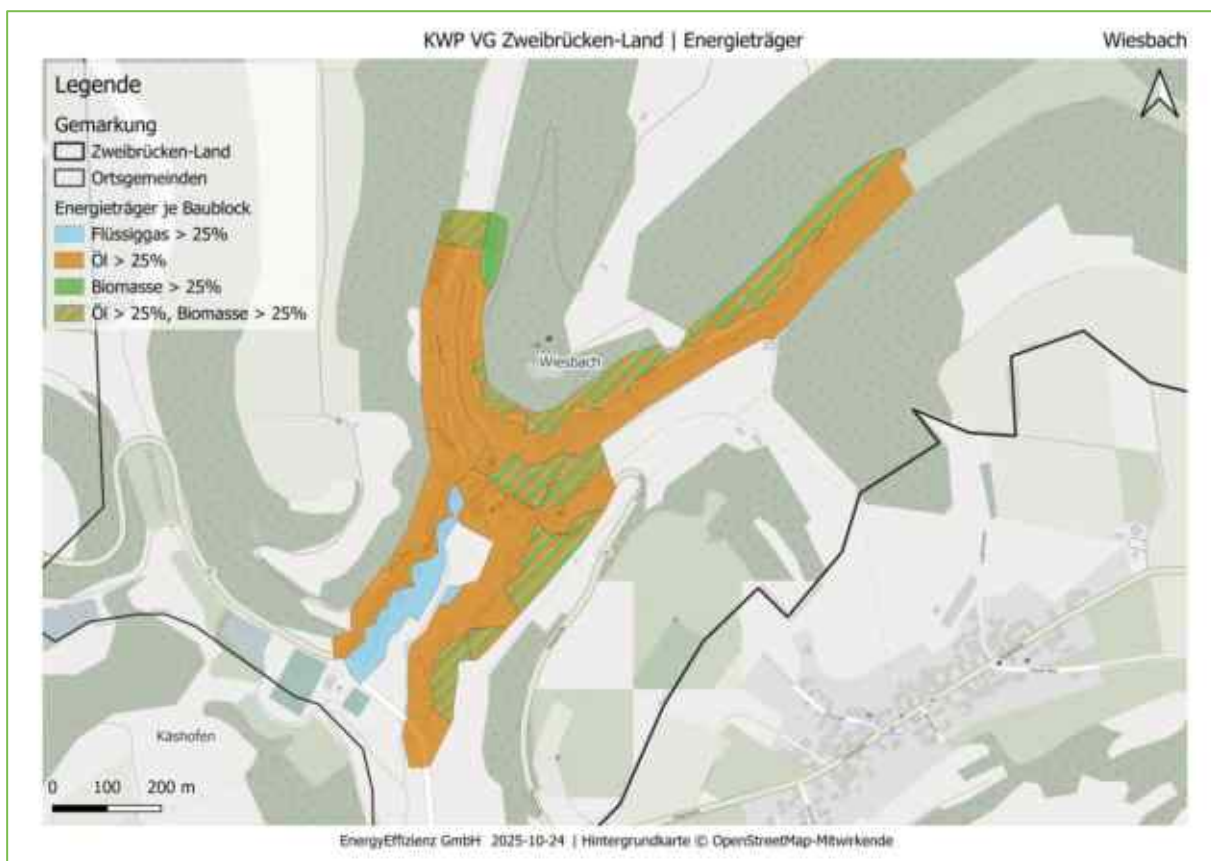 KWP VG Zweibrücken-Land | Energieträger
Wiesbach
Legende
Gemarkung
Zweibrücken-Land
Ortsgemeinden
Energieträger je Baublock
Flüssiggas > 25%
Öl > 25%
Biomasse > 25%
Öl > 25%, Biomasse > 25%
Wiesbach
Käshofen
0 100 200 m
EnergyEffizienz GmbH 2025-10-24 | Hintergrundkarte © OpenStreetMap-Mitwirkende